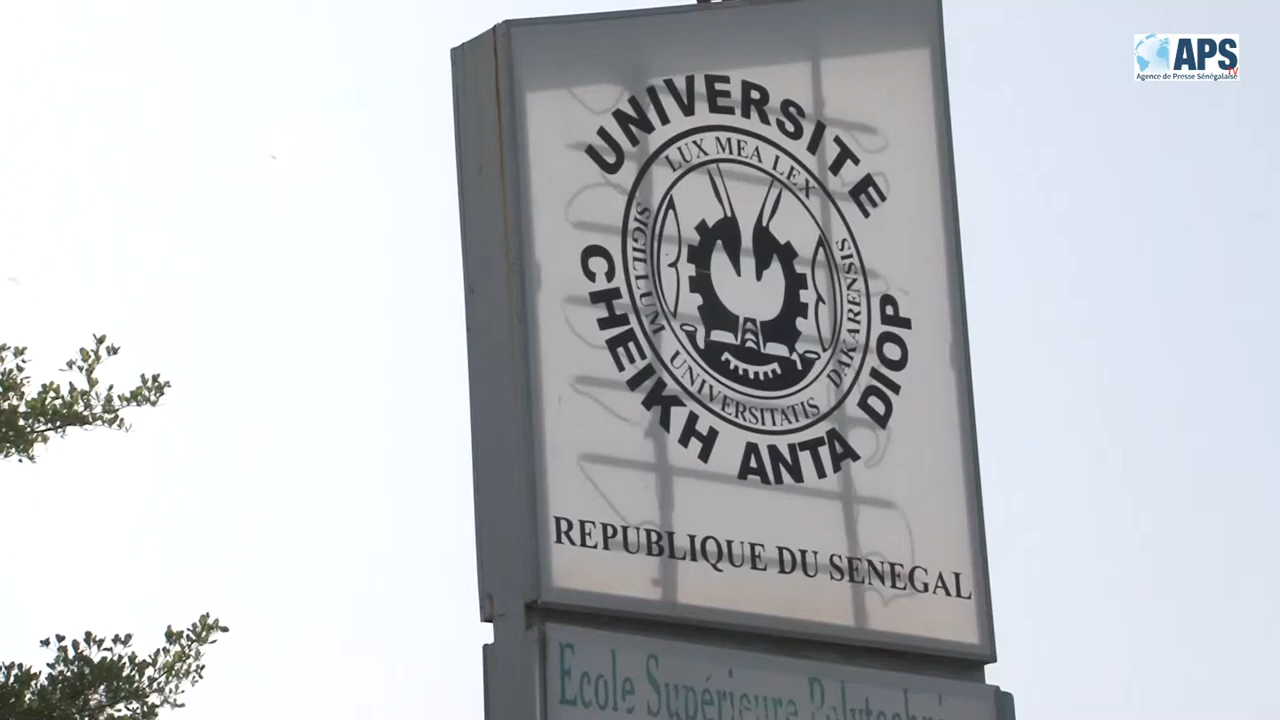 APS
TV
Agence de Presse Sénégalaise
UNIVERSITE
CHEIKH ANTA DIOP
LUX MEA LEX
SIGILLUM UNIVERSITATIS DAKARENSIS
REPUBLIQUE DU SENEGAL
Ecole Supérieure